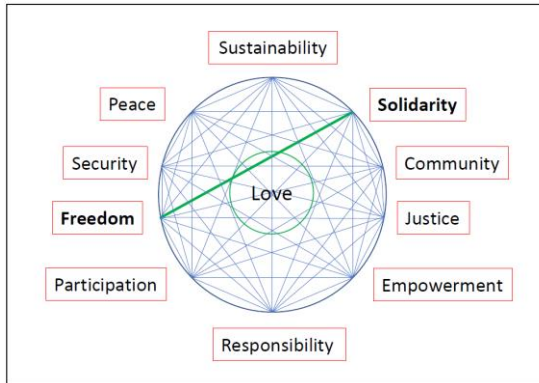 Sustainability
Peace
Solidarity
Security
Community
Love
Freedom
Justice
Participation
Empowerment
Responsibility